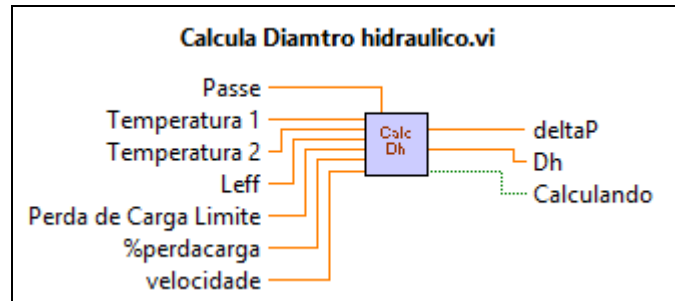 Calcula Diamtro hidraulico.vi
Passe
Temperatura 1
Temperatura 2
Leff
Perda de Carga Limite
%perdacarga
velocidade
Calc
Dh
deltaP
Dh
Calculando